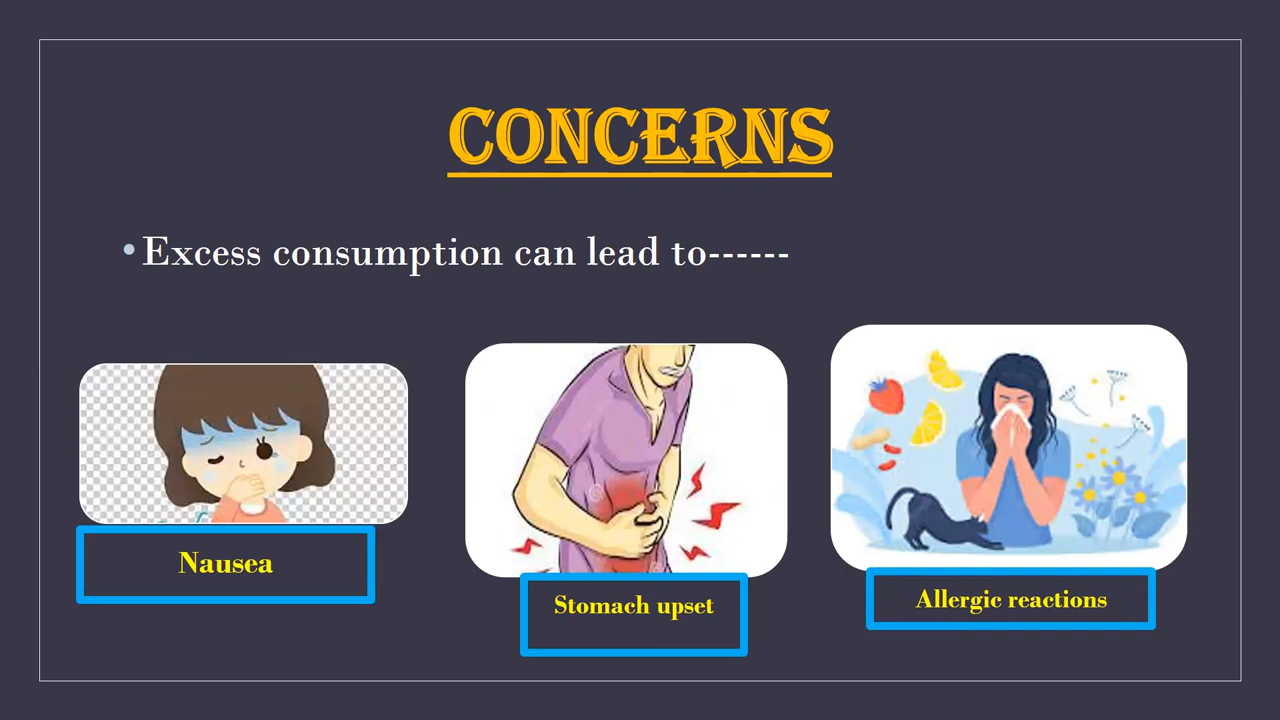 CONCERNS
•Excess consumption can lead to------
Nausea
Stomach upset
Allergic reactions